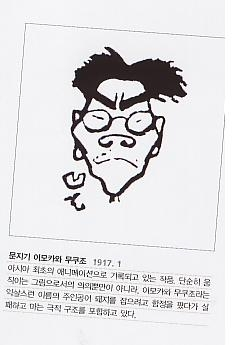 문지기 이모카와 무쿠조 1917. 1
아시아 최초의 애니메이션으로 기록되고 있는 작품. 단순히 움
직이는 그림으로서의 의의뿐만이 아니라, 이모카와 무쿠조라는
익살스런 이름의 주인공이 돼지를 잡으려고 함정을 팠다가 실
패하고 마는 극적 구조를 포함하고 있다.